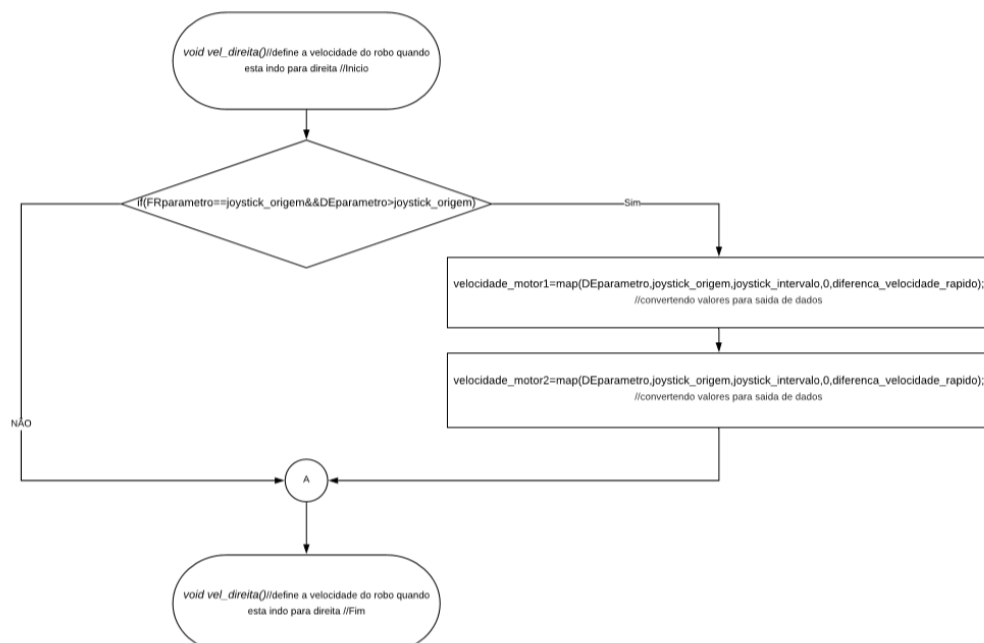 void vel_direita()//define a velocidade do robo quando
esta indo para direita //Inicio
if(FRparametro==joystick_origem&&DEparametro>joystick_origem)
Sim
velocidade_motor1=map(DEparametro,joystick_origem,joystick_intervalo,0,diferenca_velocidade_rapido);
//convertendo valores para saida de dados
velocidade_motor2=map(DEparametro,joystick_origem,joystick_intervalo,0,diferenca_velocidade_rapido);
//convertendo valores para saida de dados
NÃO
A
void vel_direita()//define a velocidade do robo quando
esta indo para direita //Fim